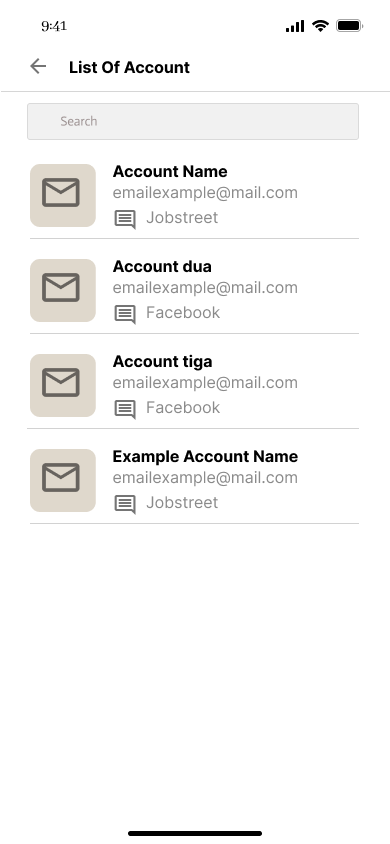 9:41
List Of Account
Search
Account Name
emailexample@mail.com
Jobstreet
Account dua
emailexample@mail.com
Facebook
Account tiga
emailexample@mail.com
Facebook
Example Account Name
emailexample@mail.com
Jobstreet